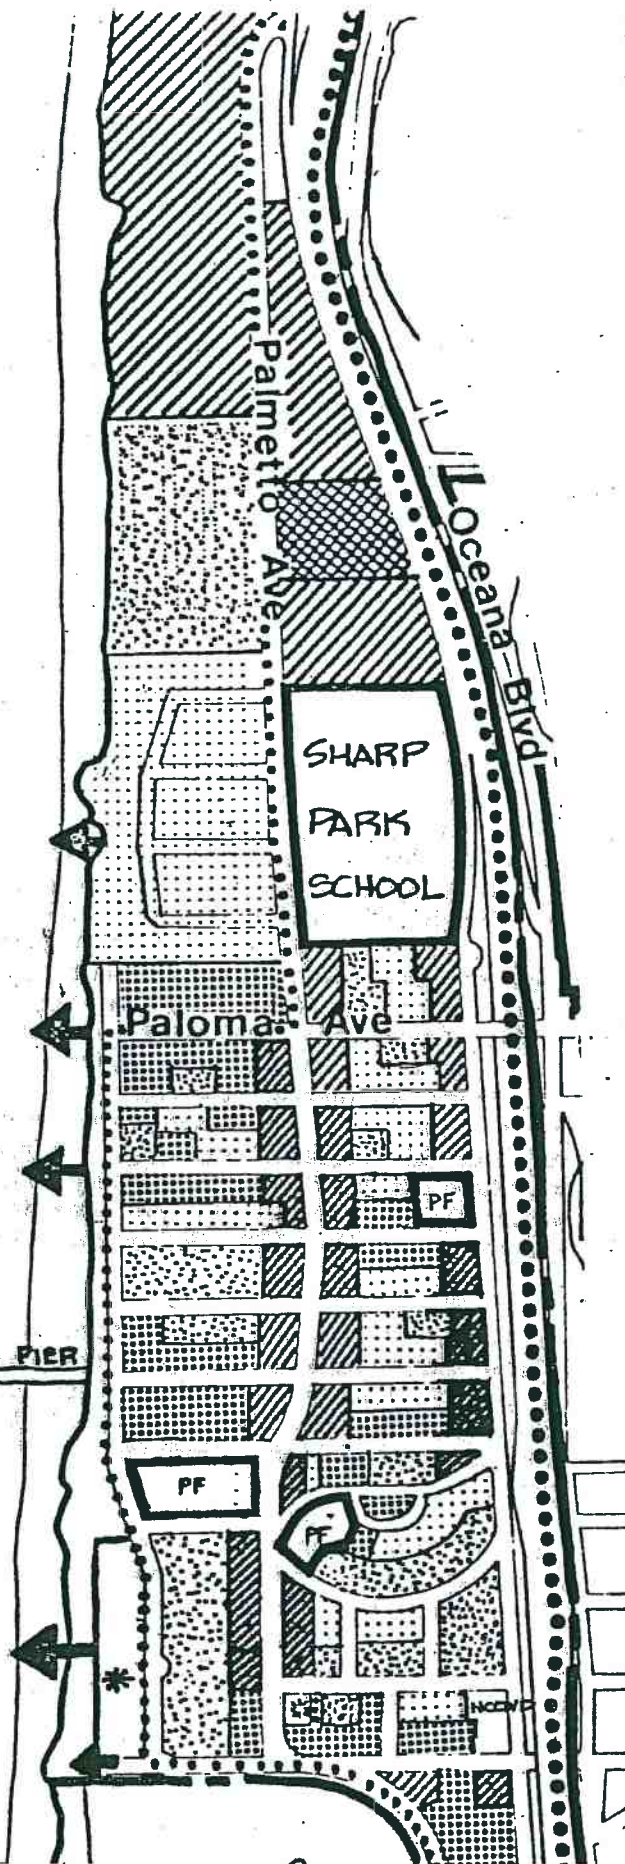 Palmetto Ave
Oceana Blvd
SHARP
PARK
SCHOOL
Paloma Ave
PF
PIER
PF
PF